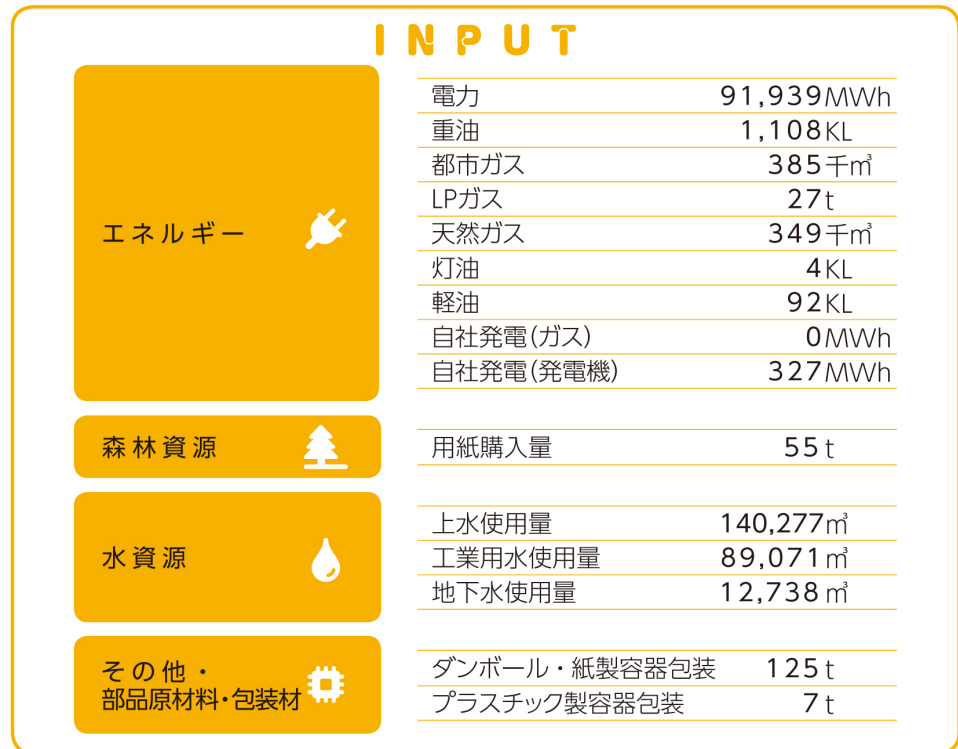 INPUT
エネルギー
電力 91,939MWh
重油 1,108KL
都市ガス 385千㎥
LPガス 27t
天然ガス 349千㎥
灯油 4KL
軽油 92KL
自社発電(ガス) 0MWh
自社発電(発電機) 327MWh
森林資源
用紙購入量 55t
水資源
上水使用量 140,277㎥
工業用水使用量 89,071㎥
地下水使用量 12,738㎥
その他・
部品原材料・包装材
ダンボール・紙製容器包装 125t
プラスチック製容器包装 7t